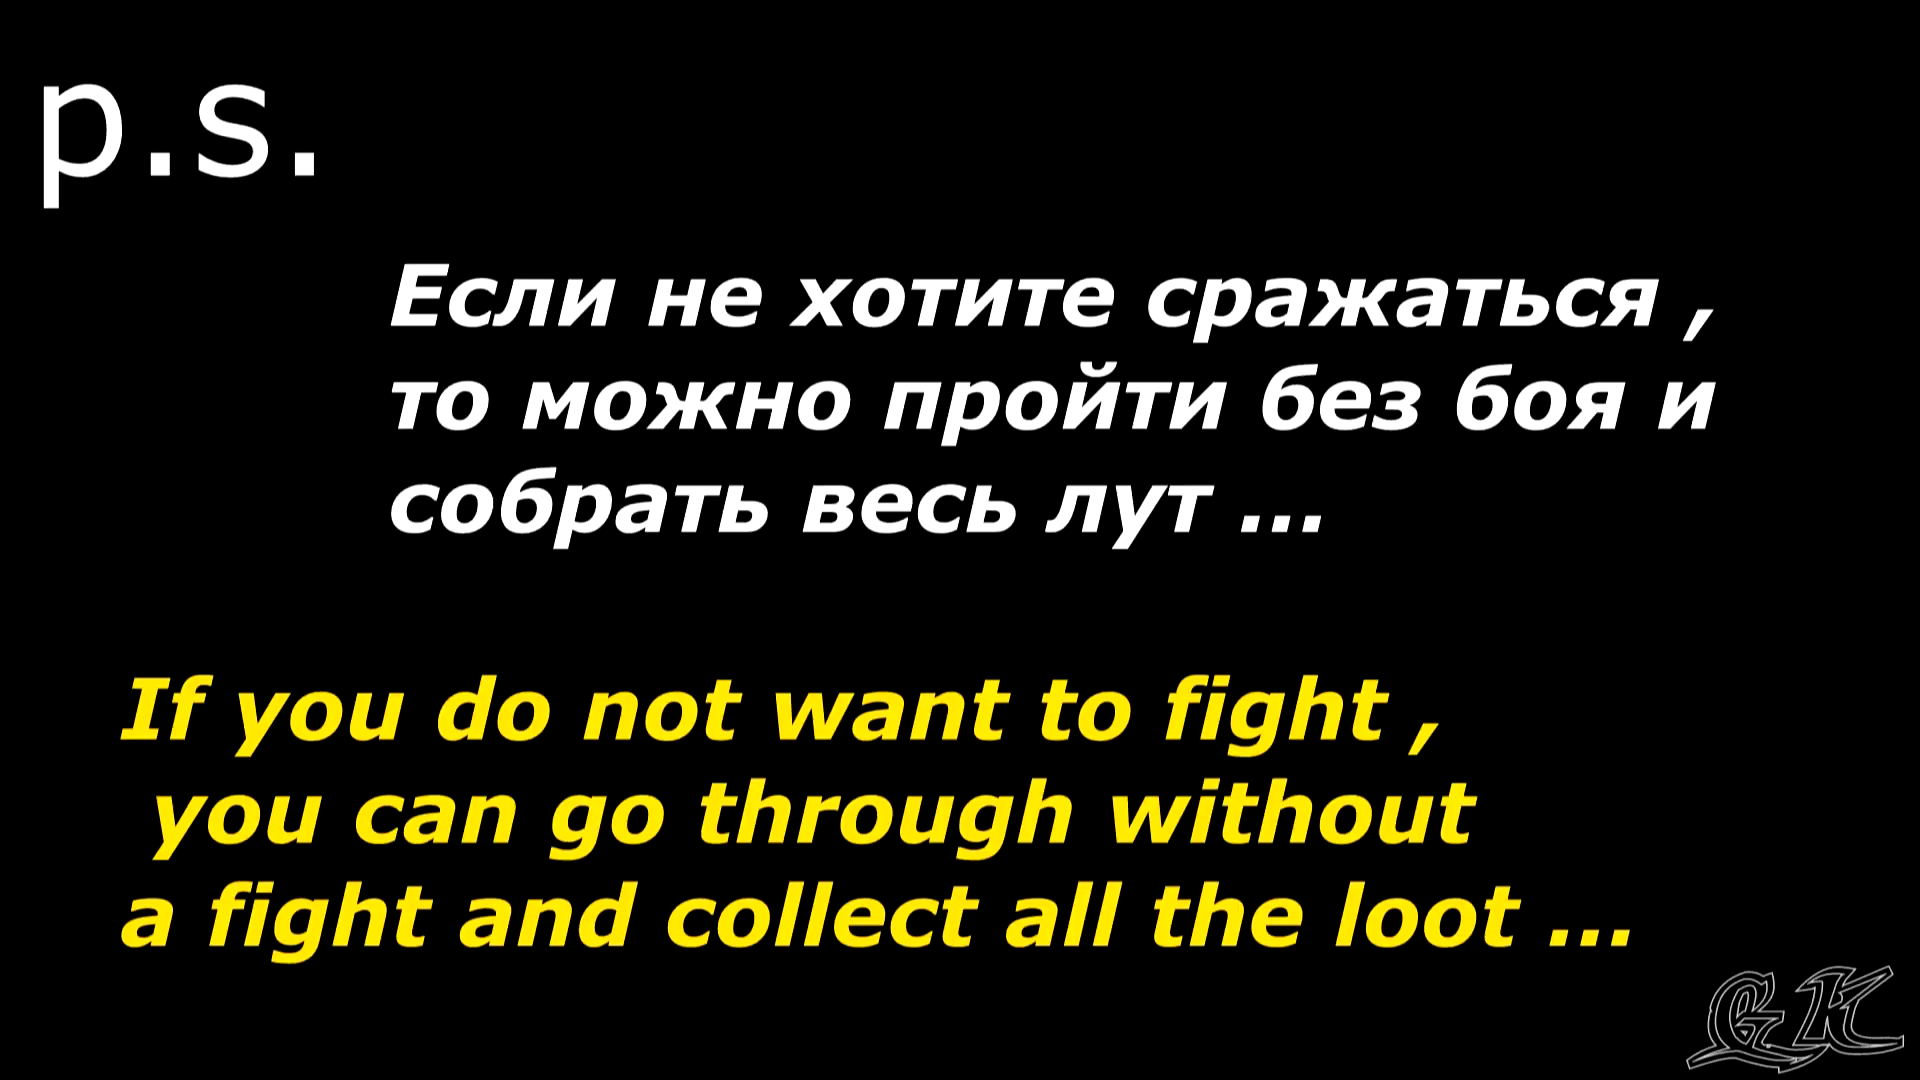 p.s.
Если не хотите сражаться ,
то можно пройти без боя и
собрать весь лут ...
If you do not want to fight ,
you can go through without
a fight and collect all the loot ...
GK